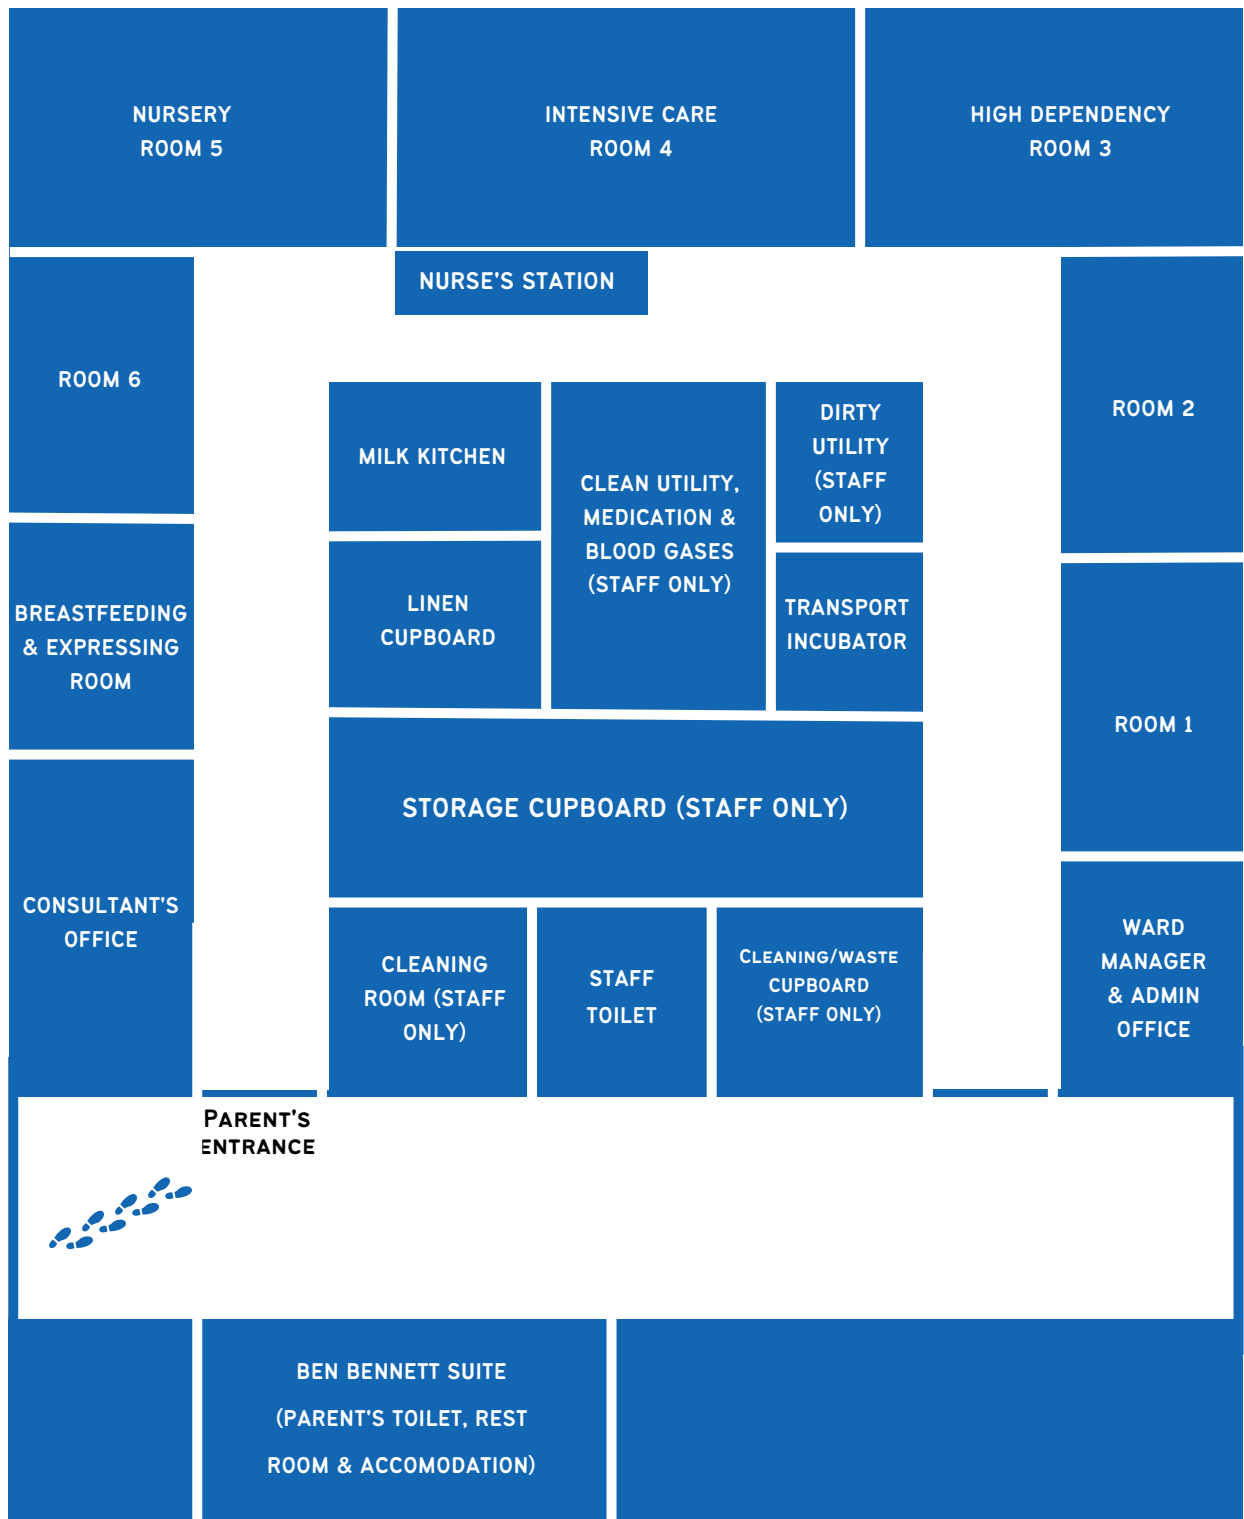 NURSERY
ROOM 5
INTENSIVE CARE
ROOM 4
HIGH DEPENDENCY
ROOM 3
NURSE'S STATION
ROOM 6
ROOM 2
MILK KITCHEN
CLEAN UTILITY,
MEDICATION &
BLOOD GASES
(STAFF ONLY)
DIRTY
UTILITY
(STAFF
ONLY)
BREASTFEEDING
& EXPRESSING
ROOM
LINEN
CUPBOARD
TRANSPORT
INCUBATOR
ROOM 1
STORAGE CUPBOARD (STAFF ONLY)
CONSULTANT'S
OFFICE
CLEANING
ROOM (STAFF
ONLY)
STAFF
TOILET
CLEANING/WASTE
CUPBOARD
(STAFF ONLY)
WARD
MANAGER
& ADMIN
OFFICE
PARENT'S
ENTRANCE
BEN BENNETT SUITE
(PARENT'S TOILET, REST
ROOM & ACCOMODATION)